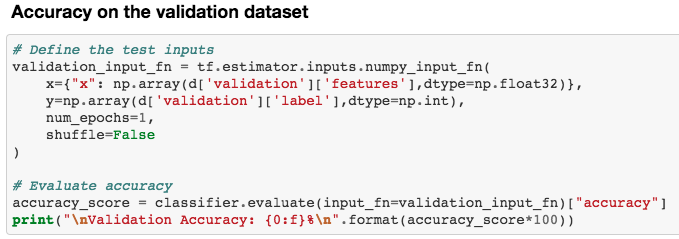 Accuracy on the validation dataset
# Define the test inputs
validation_input_fn = tf.estimator.inputs.numpy_input_fn(
    x={"x": np.array(d['validation']['features'],dtype=np.float32)},
    y=np.array(d['validation']['label'],dtype=np.int),
    num_epochs=1,
    shuffle=False
)
# Evaluate accuracy
accuracy_score = classifier.evaluate(input_fn=validation_input_fn)["accuracy"]
print("\nValidation Accuracy: {0:f}%\n".format(accuracy_score*100))